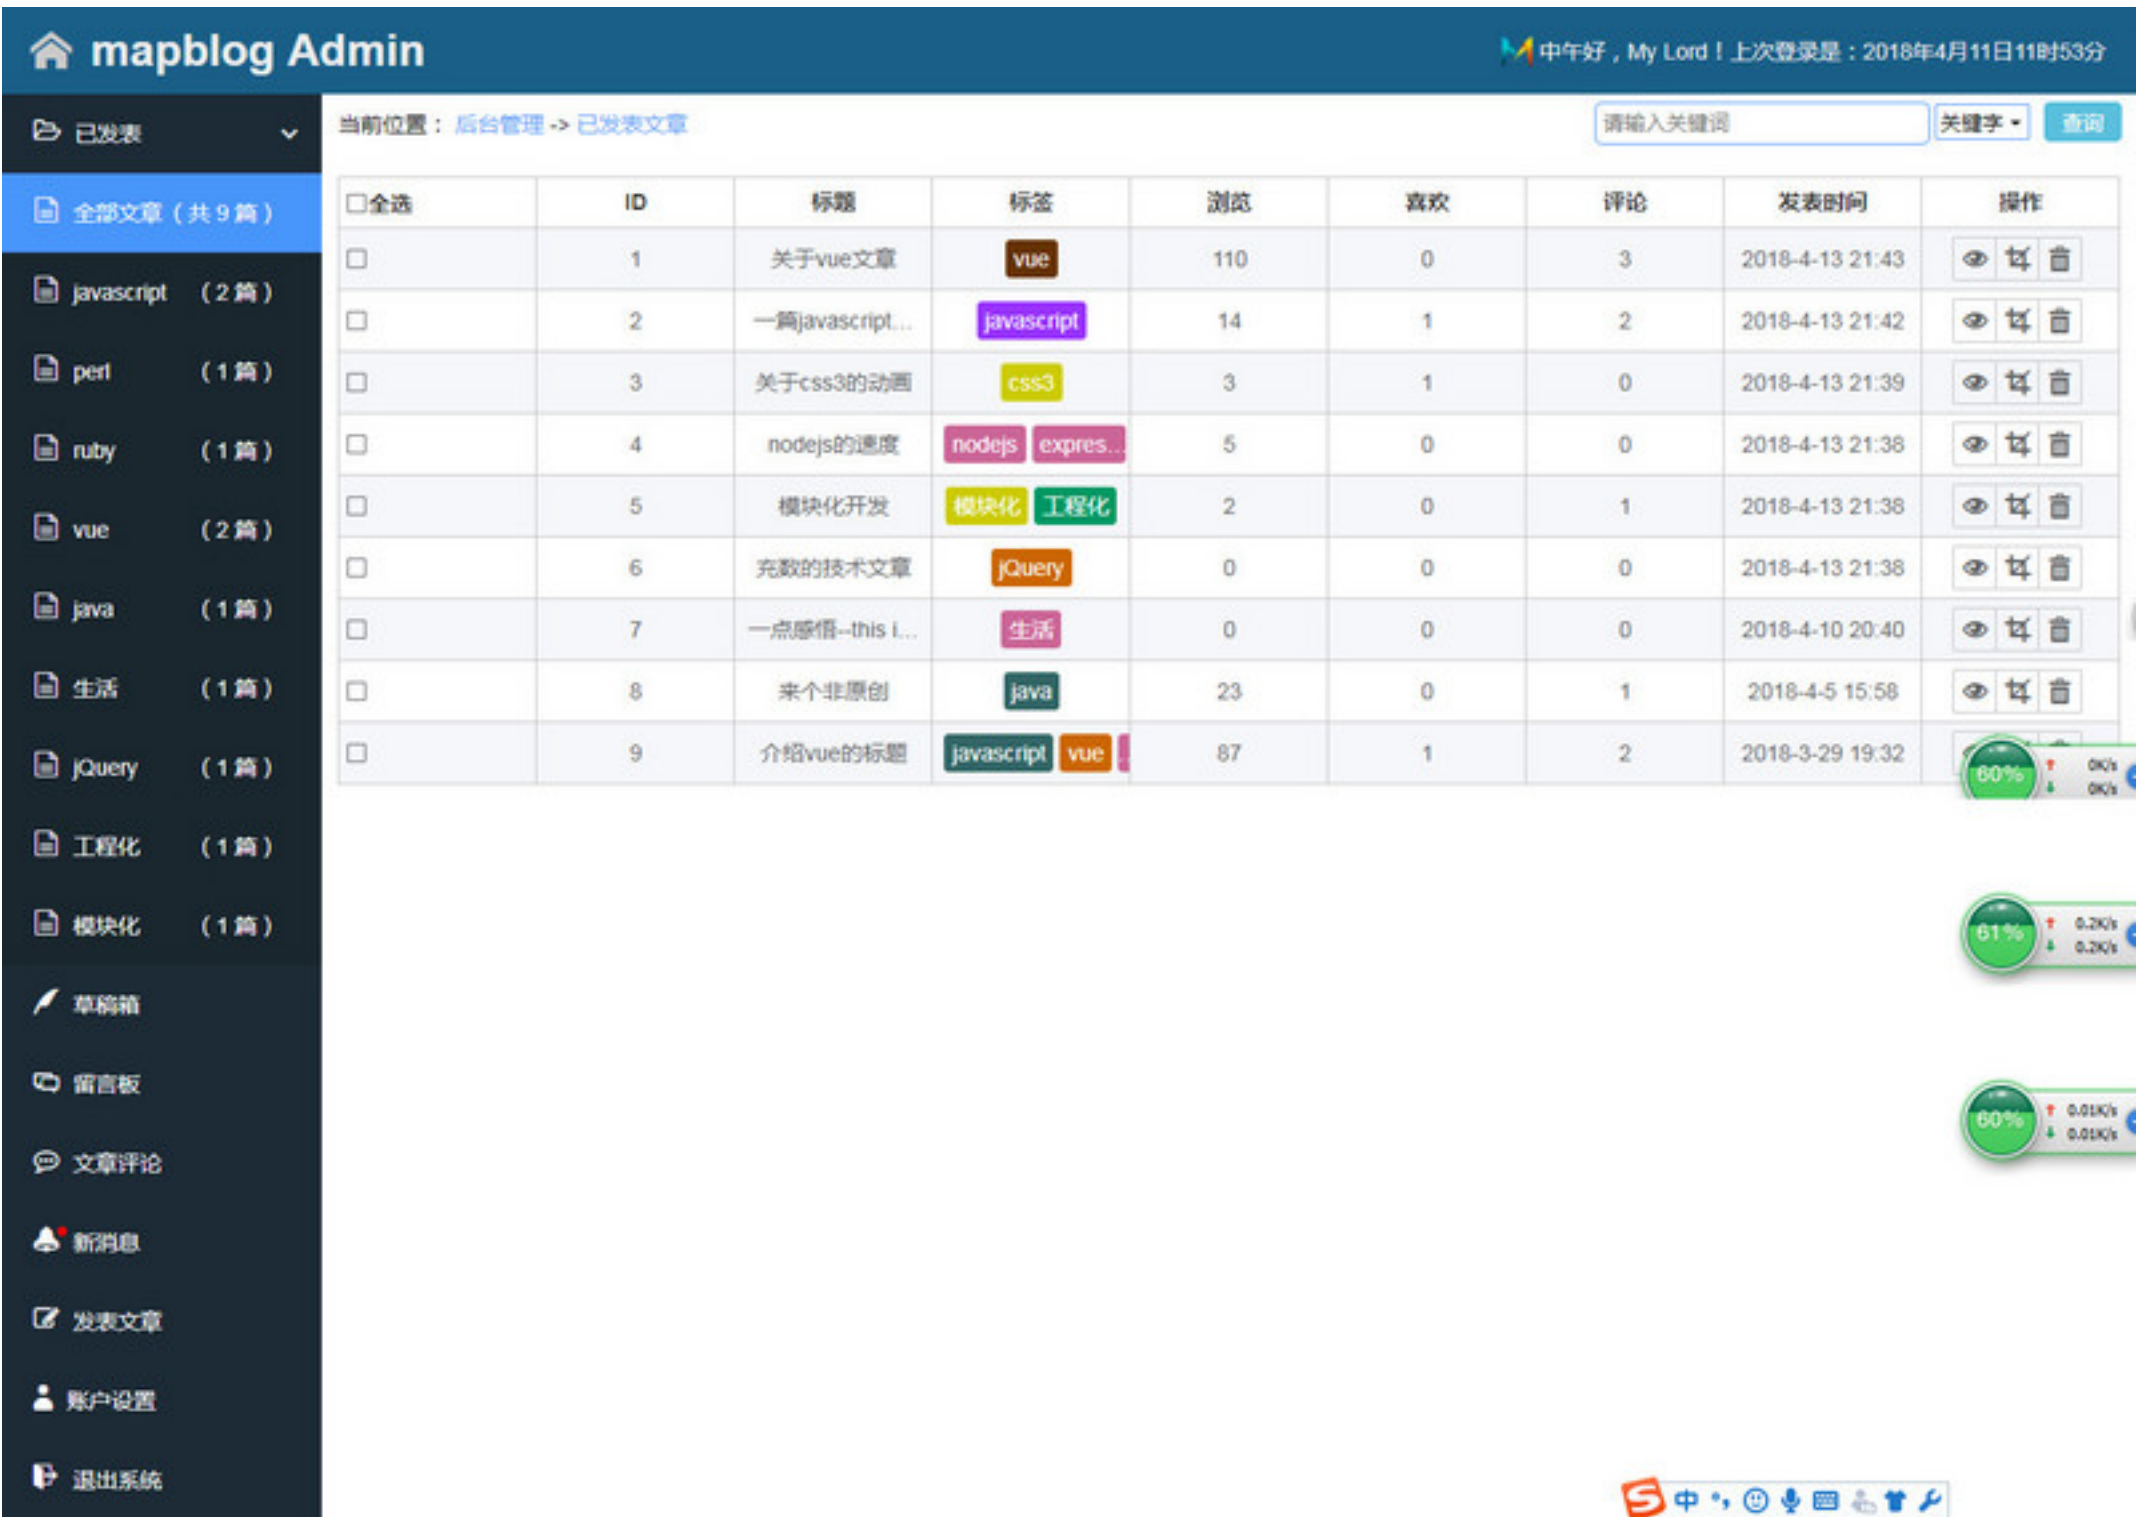 mapblog Admin
中午好，My Lord！上次登录是：2018年4月11日11时53分
已发表
全部文章（共9篇）
javascript （2篇）
perl （1篇）
ruby （1篇）
vue （2篇）
java （1篇）
生活 （1篇）
jQuery （1篇）
工程化 （1篇）
模块化 （1篇）
草稿箱
留言板
文章评论
新消息
发表文章
账户设置
退出系统
当前位置：后台管理 -> 已发表文章
请输入关键词 关键字 查询
全选 ID 标题 标签 浏览 喜欢 评论 发表时间 操作
1 关于vue文章 vue 110 0 3 2018-4-13 21:43
2 一篇javascript... javascript 14 1 2 2018-4-13 21:42
3 关于css3的动画 css3 3 1 0 2018-4-13 21:39
4 nodejs的速度 nodejs expres... 5 0 0 2018-4-13 21:38
5 模块化开发 模块化 工程化 2 0 1 2018-4-13 21:38
6 充数的技术文章 jQuery 0 0 0 2018-4-13 21:38
7 一点感悟--this i... 生活 0 0 0 2018-4-10 20:40
8 来个非原创 java 23 0 1 2018-4-5 15:58
9 介绍vue的标题 javascript vue 87 1 2 2018-3-29 19:32
60% 0K/s
0K/s
61% 0.2K/s
0.2K/s
60% 0.01K/s
0.01K/s
S 中